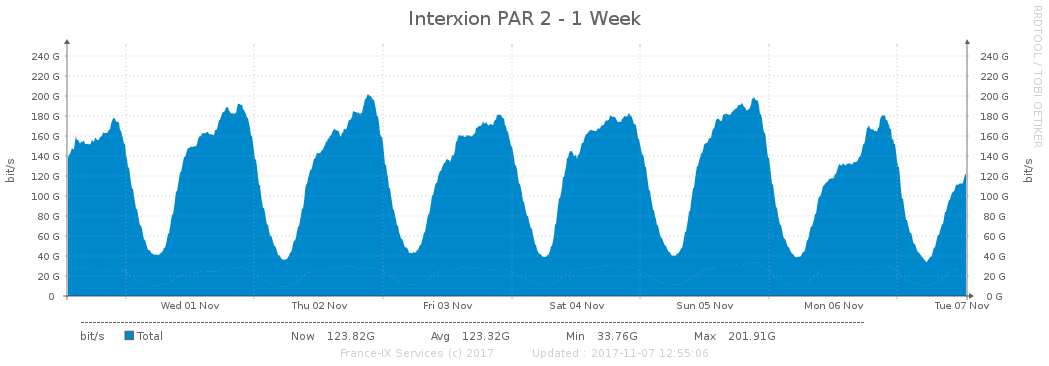 Interxion PAR 2 - 1 Week
RRDTOOL / TOBI OETIKER
240 G 240 G
220 G 220 G
200 G 200 G
180 G 180 G
160 G 160 G
140 G 140 G
120 G 120 G
100 G 100 G
80 G 80 G
60 G 60 G
40 G 40 G
20 G 20 G
0 0 G
bit/s bit/s
Wed 01 Nov Thu 02 Nov Fri 03 Nov Sat 04 Nov Sun 05 Nov Mon 06 Nov Tue 07 Nov
bit/s Total Now 123.82G Avg 123.32G Min 33.76G Max 201.91G
France-IX Services (c) 2017 Updated : 2017-11-07 12:55:06